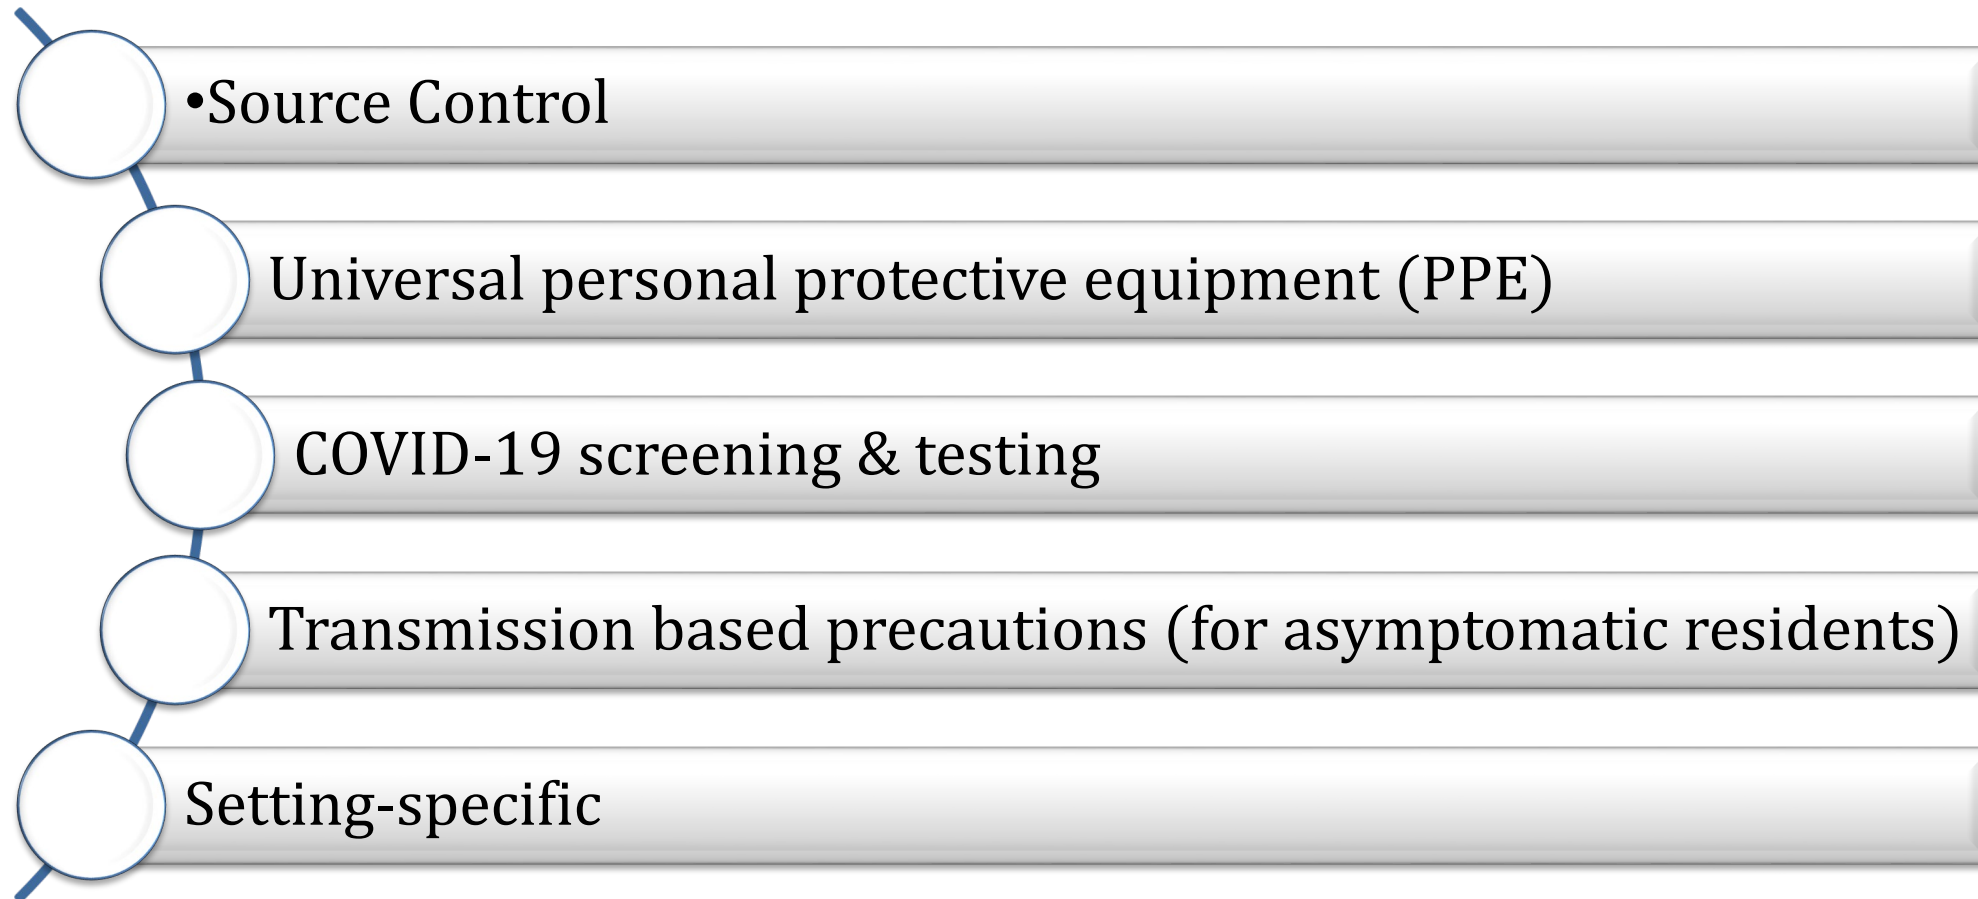 •Source Control
Universal personal protective equipment (PPE)
COVID-19 screening & testing
Transmission based precautions (for asymptomatic residents)
Setting-specific